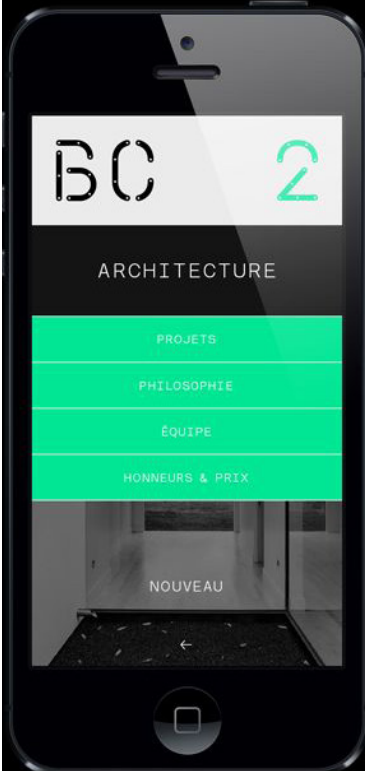 BC 2
ARCHITECTURE
PROJETS
PHILOSOPHIE
ÉQUIPE
HONNEURS & PRIX
NOUVEAU
←